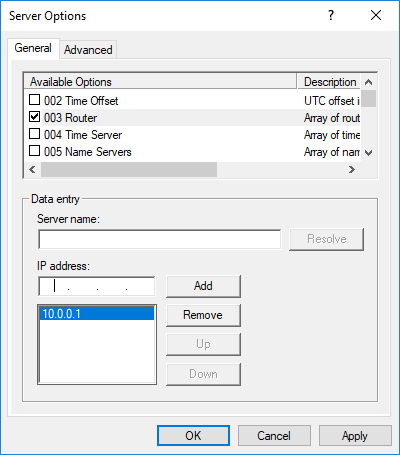 Server Options
General Advanced
Available Options Description
002 Time Offset UTC offset i
003 Router Array of rout
004 Time Server Array of time
005 Name Servers Array of nam
Data entry
Server name:
Resolve
IP address:
. . . Add
10.0.0.1 Remove
Up
Down
OK Cancel Apply